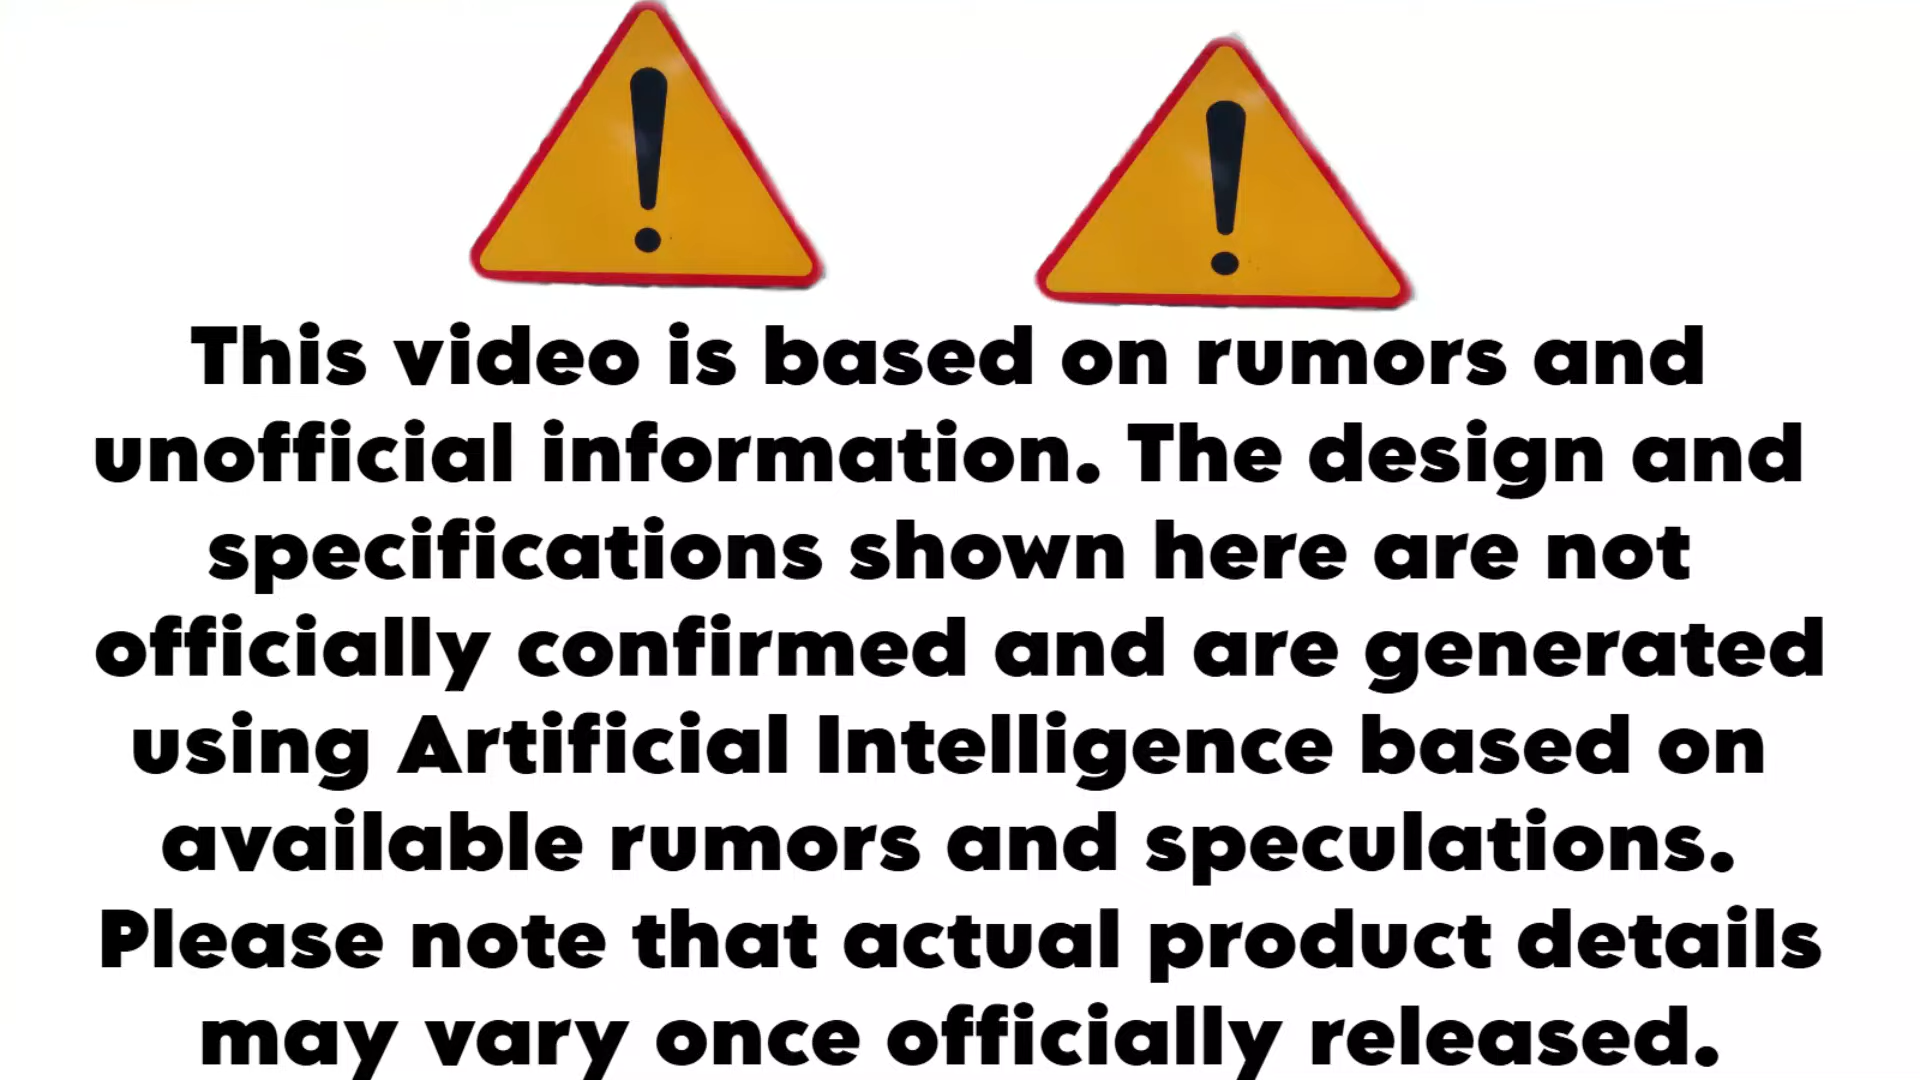 This video is based on rumors and
unofficial information. The design and
specifications shown here are not
officially confirmed and are generated
using Artificial Intelligence based on
available rumors and speculations.
Please note that actual product details
may vary once officially released.